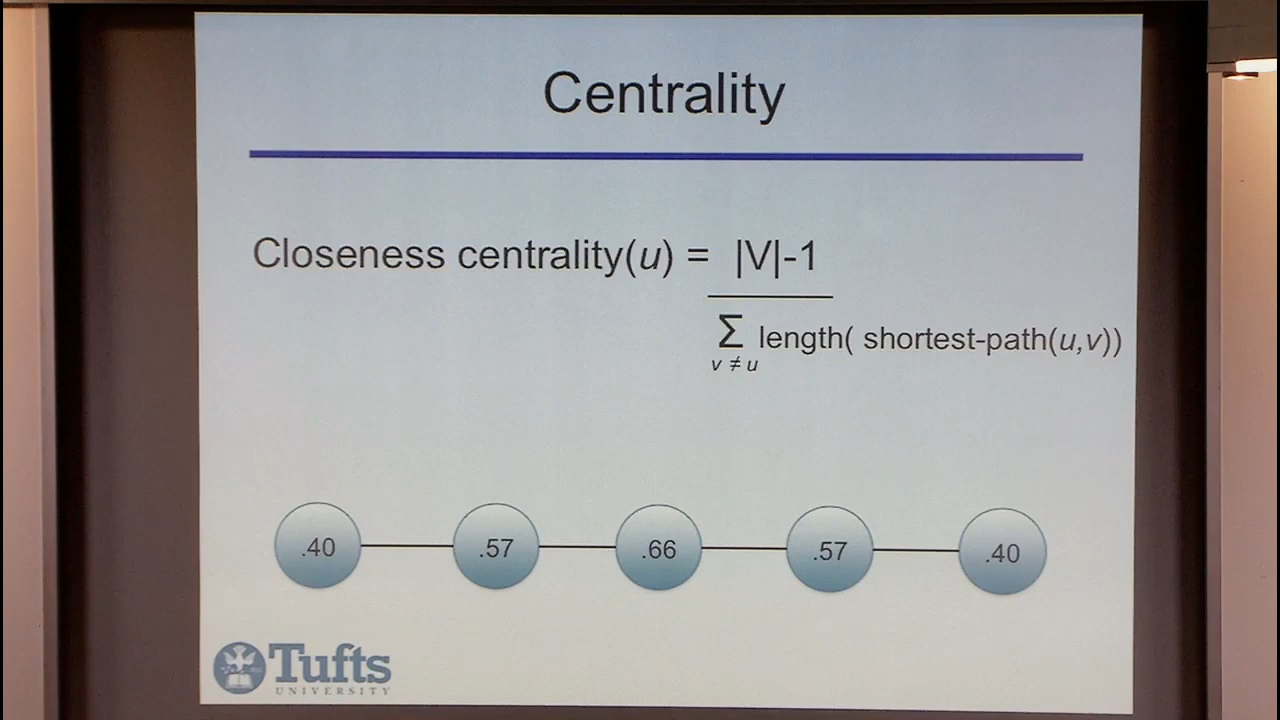 Centrality
Closeness centrality(u) = |V|-1
Σ length( shortest-path(u,v))
v ≠ u
.40 .57 .66 .57 .40
Tufts
UNIVERSITY